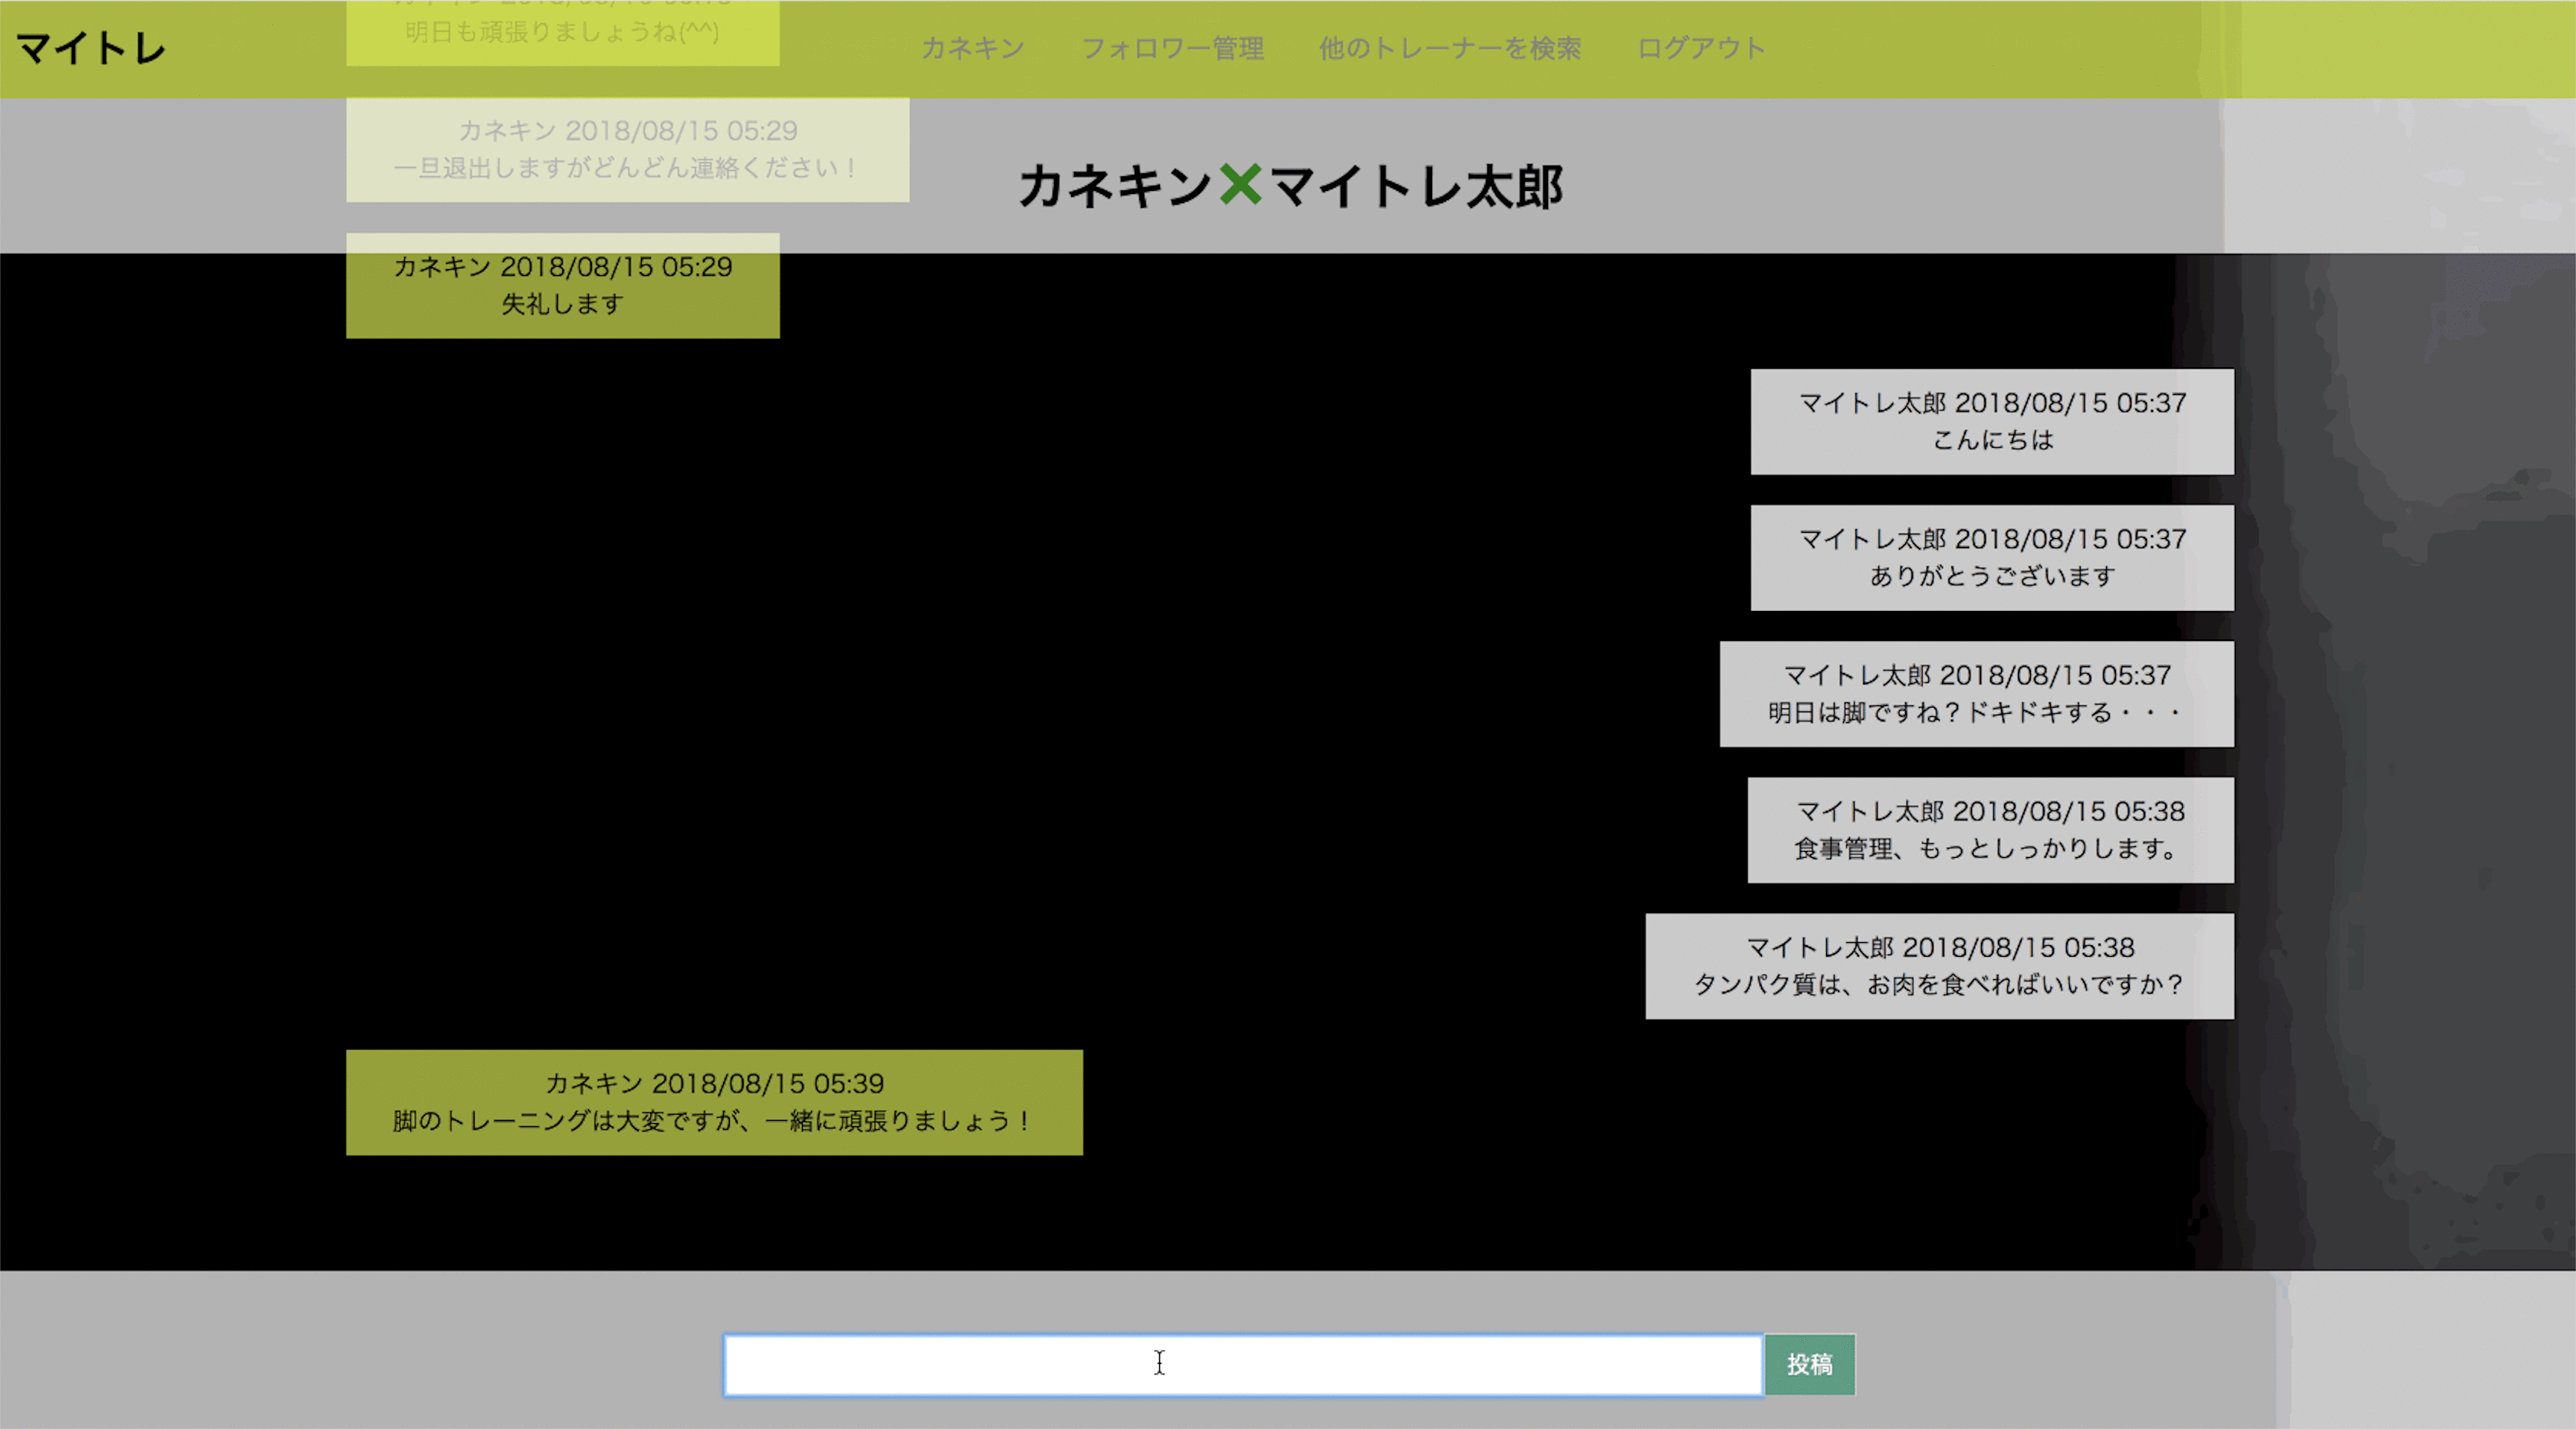 マイトレ
カネキン
フォロワー管理
他のトレーナーを検索
ログアウト
明日も頑張りましょうね(^^)
カネキン 2018/08/15 05:29
一旦退出しますがどんどん連絡ください！
カネキン❌マイトレ太郎
カネキン 2018/08/15 05:29
失礼します
マイトレ太郎 2018/08/15 05:37
こんにちは
マイトレ太郎 2018/08/15 05:37
ありがとうございます
マイトレ太郎 2018/08/15 05:37
明日は脚ですね？ドキドキする・・・
マイトレ太郎 2018/08/15 05:38
食事管理、もっとしっかりします。
マイトレ太郎 2018/08/15 05:38
タンパク質は、お肉を食べればいいですか？
カネキン 2018/08/15 05:39
脚のトレーニングは大変ですが、一緒に頑張りましょう！
投稿